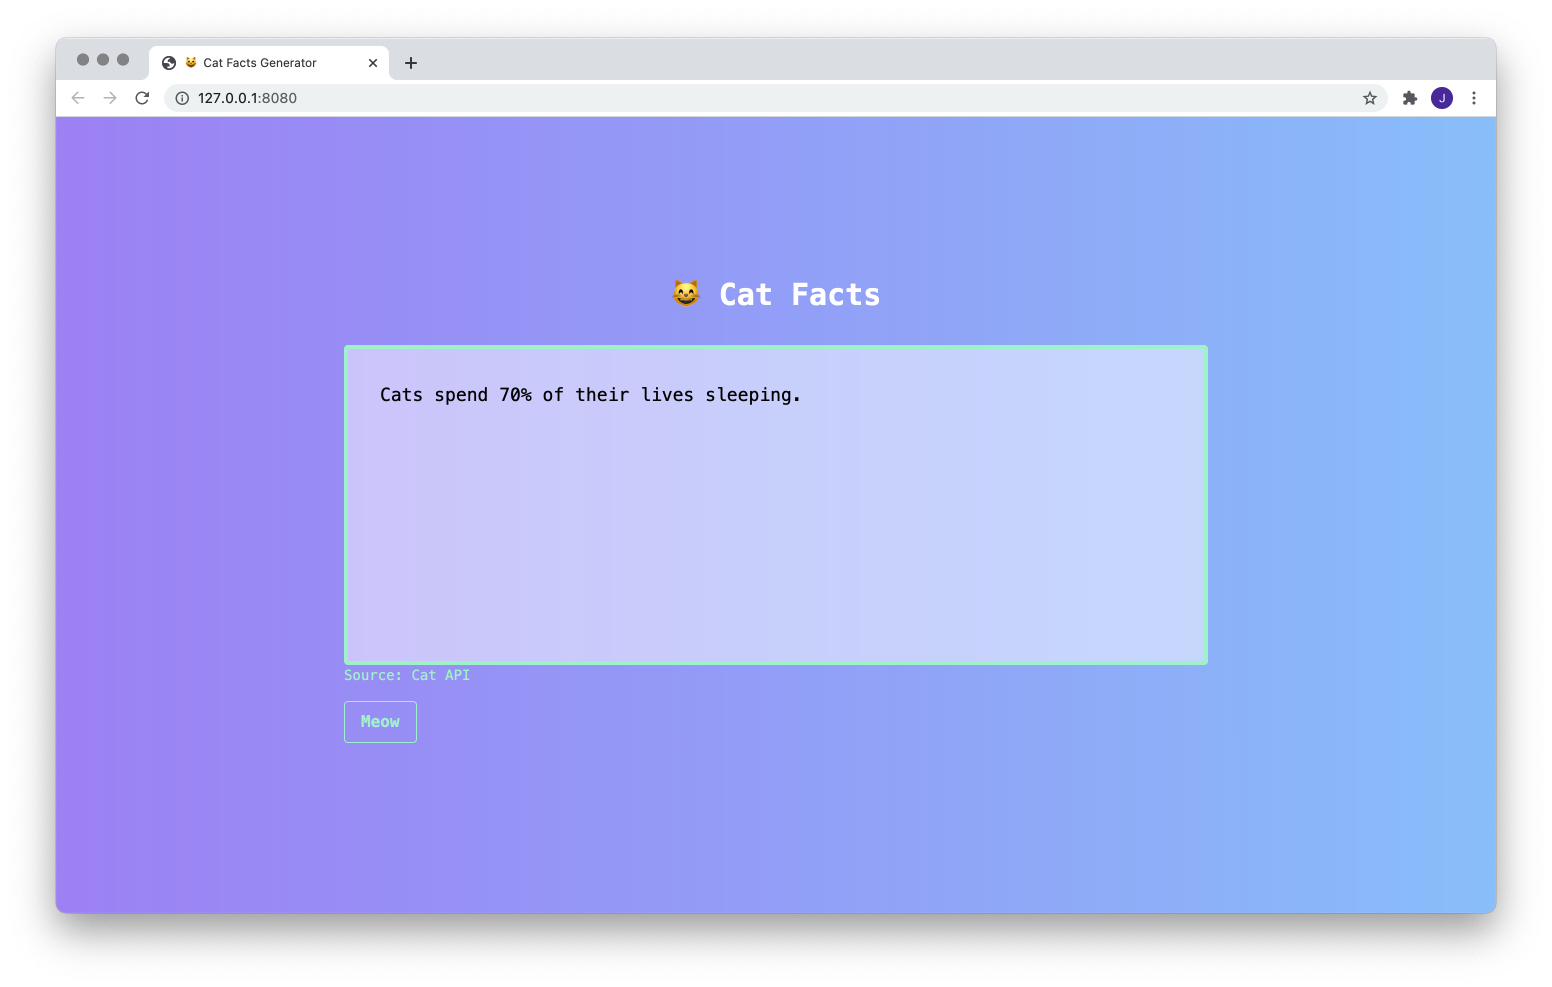 😸 Cat Facts Generator
127.0.0.1:8080
J
😸 Cat Facts
Cats spend 70% of their lives sleeping.
Source: Cat API
Meow